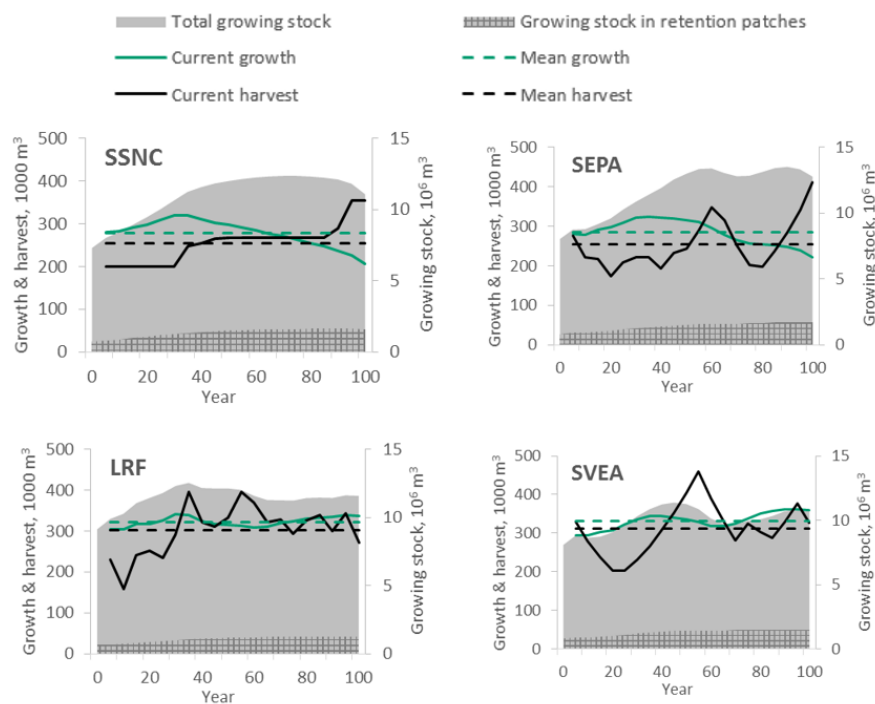 Total growing stock
Growing stock in retention patches
Current growth
Mean growth
Current harvest
Mean harvest
SSNC
Growth & harvest, 1000 m³
500
400
300
200
100
0
15
10
5
0
Growing stock, 10⁶ m³
0 20 40 60 80 100
Year
SEPA
Growth & harvest, 1000 m³
500
400
300
200
100
0
15
10
5
0
Growing stock, 10⁶ m³
0 20 40 60 80 100
Year
LRF
Growth & harvest, 1000 m³
500
400
300
200
100
0
15
10
5
0
Growing stock, 10⁶ m³
0 20 40 60 80 100
Year
SVEA
Growth & harvest, 1000 m³
500
400
300
200
100
0
15
10
5
0
Growing stock, 10⁶ m³
0 20 40 60 80 100
Year